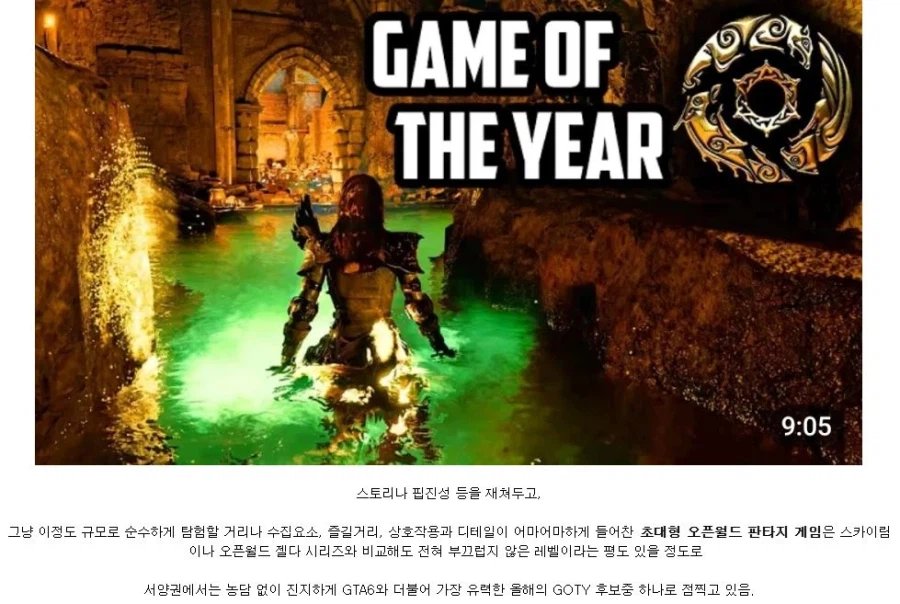 GAME OF
THE YEAR
9:05
스토리나 핍진성 등을 재쳐두고,
그냥 이정도 규모로 순수하게 탐험할 거리나 수집요소, 즐길거리, 상호작용과 디테일이 어마어마하게 들어찬 초대형 오픈월드 판타지 게임은 스카이림
이나 오픈월드 젤다 시리즈와 비교해도 전혀 부끄럽지 않은 레벨이라는 평도 있을 정도로
서양권에서는 농담 없이 진지하게 GTA6와 더불어 가장 유력한 올해의 GOTY 후보중 하나로 점찍고 있음.